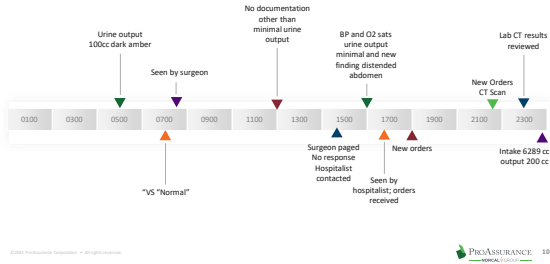 No documentation
other than
minimal urine
output
Urine output
100cc dark amber
BP and O2 sats
urine output
minimal and new
finding distended
abdomen
Lab CT results
reviewed
Seen by surgeon
New Orders
CT Scan
0100 0300 0500 0700 0900 1100 1300 1500 1700 1900 2100 2300
Surgeon paged
No response
Hospitalist
contacted
New orders
Intake 6289 cc
output 200 cc
"VS "Normal"
Seen by
hospitalist; orders
received
PROASSURANCE
NORCAL GROUP
10